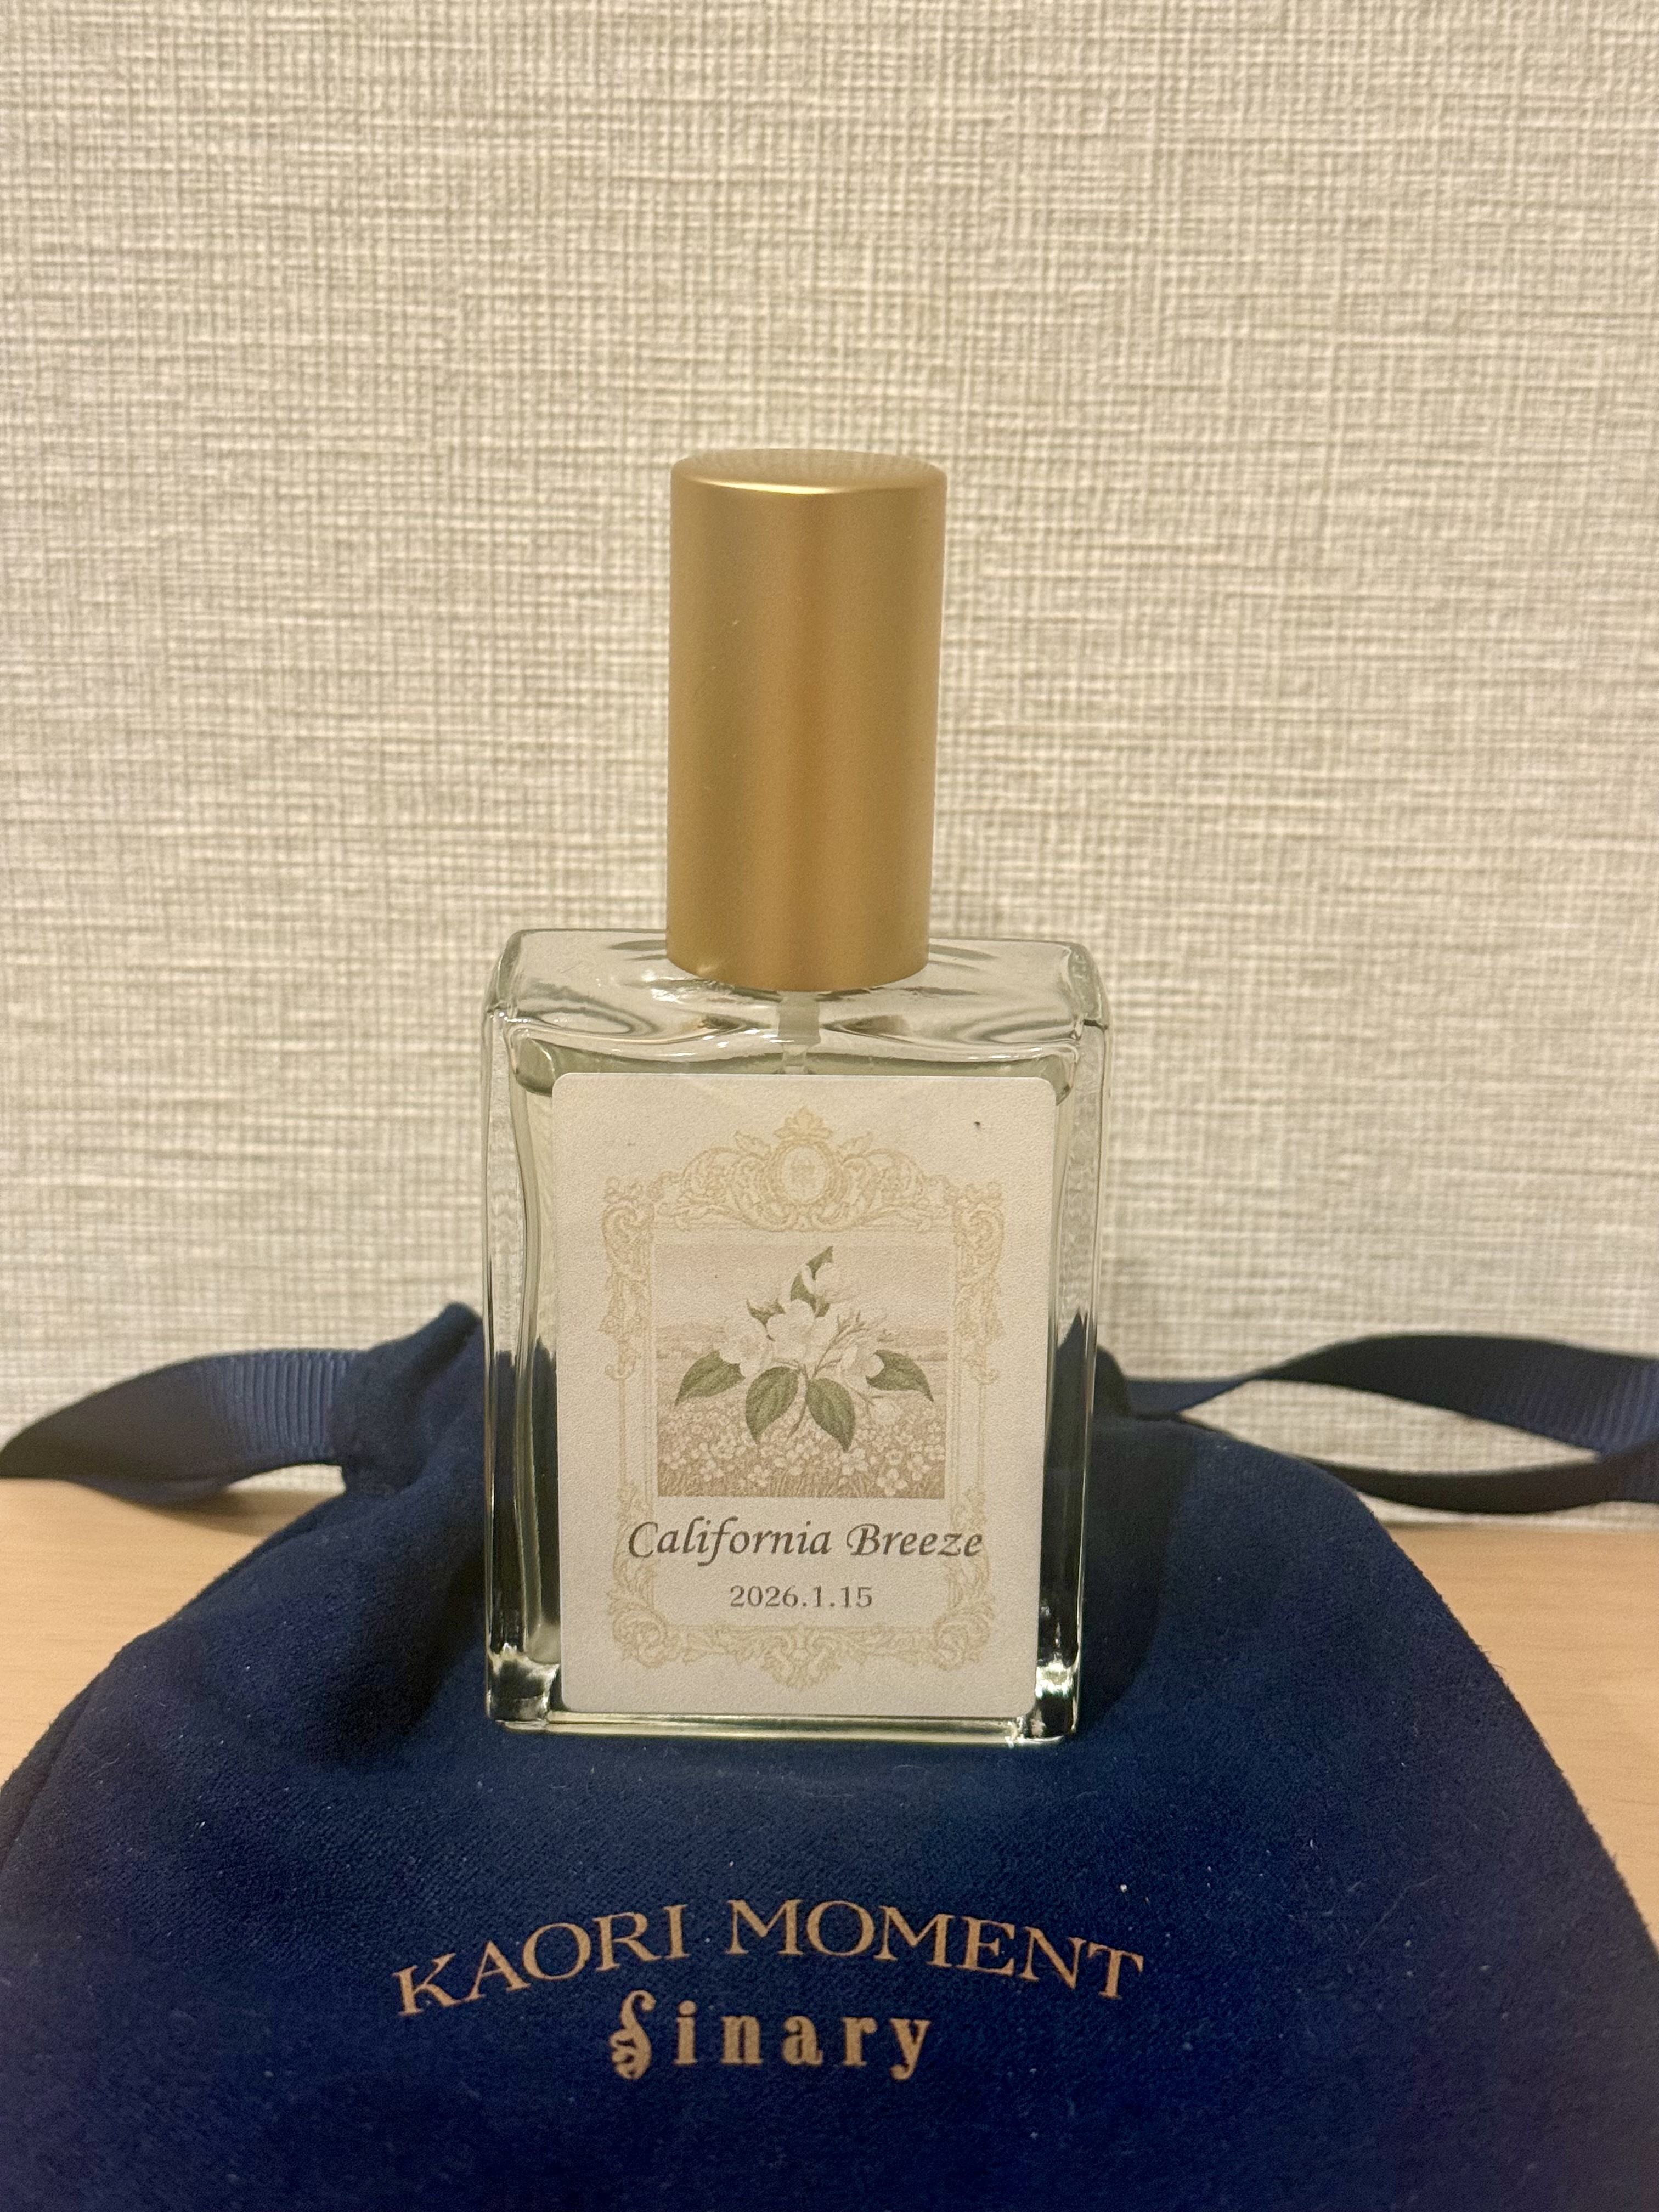 California Breeze
2026.1.15
KAORI MOMENT
Sinary